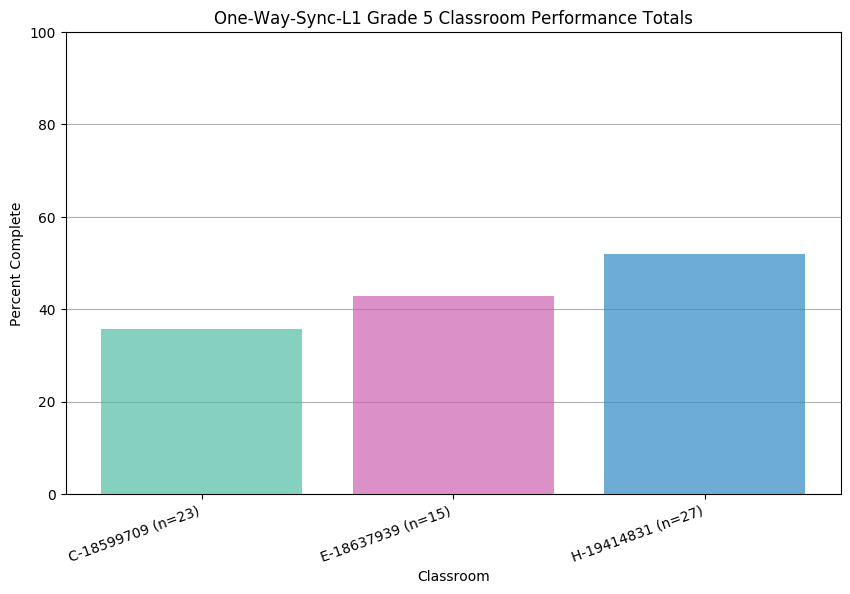 One-Way-Sync-L1 Grade 5 Classroom Performance Totals
100
80
60
40
20
0
Percent Complete
C-18599709 (n=23)
E-18637939 (n=15)
H-19414831 (n=27)
Classroom